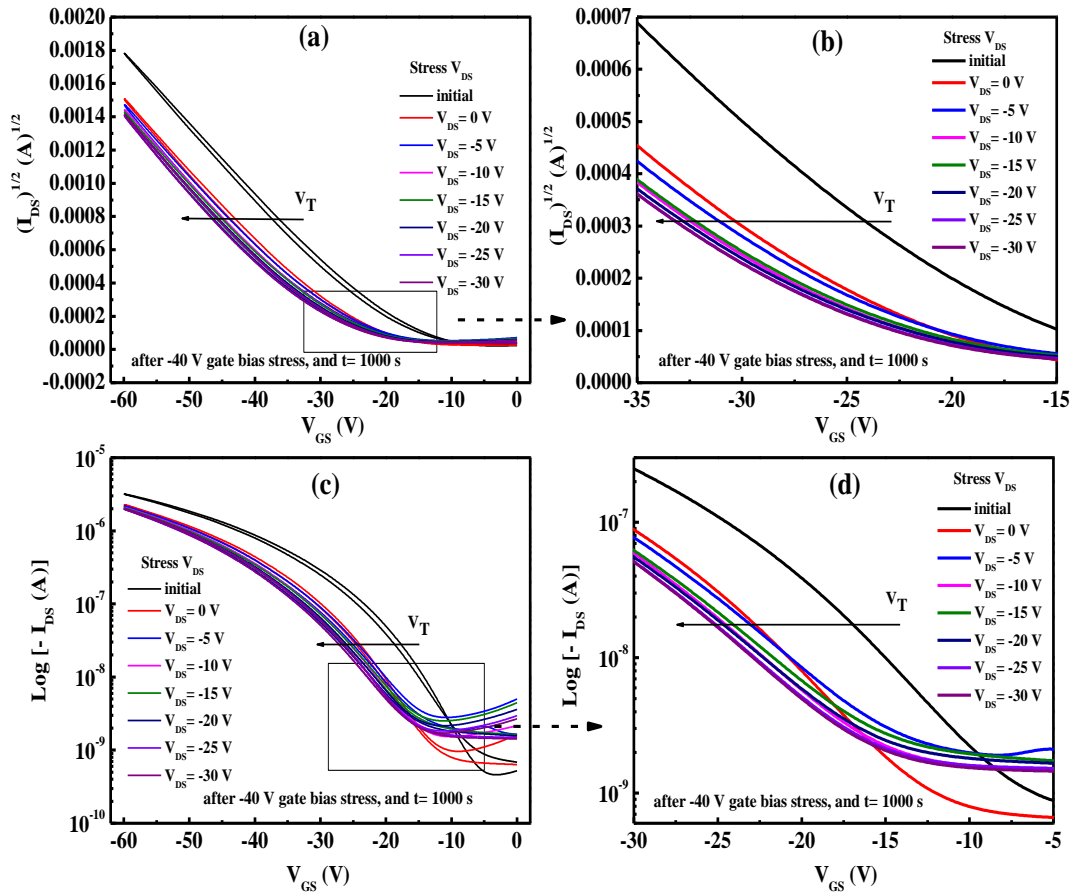 (a)
0.0020
0.0018
0.0016
0.0014
0.0012
0.0010
0.0008
0.0006
0.0004
0.0002
0.0000
-0.0002
(I_DS)^1/2 (A)^1/2
Stress V_DS
initial
V_DS= 0 V
V_DS= -5 V
V_DS= -10 V
V_DS= -15 V
V_DS= -20 V
V_DS= -25 V
V_DS= -30 V
V_T
after -40 V gate bias stress, and t= 1000 s
-60 -50 -40 -30 -20 -10 0
V_GS (V)
(b)
0.0007
0.0006
0.0005
0.0004
0.0003
0.0002
0.0001
0.0000
(I_DS)^1/2 (A)^1/2
Stress V_DS
initial
V_DS= 0 V
V_DS= -5 V
V_DS= -10 V
V_DS= -15 V
V_DS= -20 V
V_DS= -25 V
V_DS= -30 V
after -40 V gate bias stress, and t= 1000 s
-35 -30 -25 -20 -15
V_GS (V)
(c)
10^-5
10^-6
10^-7
10^-8
10^-9
10^-10
Log [- I_DS (A)]
Stress V_DS
initial
V_DS= 0 V
V_DS= -5 V
V_DS= -10 V
V_DS= -15 V
V_DS= -20 V
V_DS= -25 V
V_DS= -30 V
V_T
after -40 V gate bias stress, and t= 1000 s
-60 -50 -40 -30 -20 -10 0
V_GS (V)
(d)
10^-7
10^-8
10^-9
Log [- I_DS (A)]
Stress V_DS
initial
V_DS= 0 V
V_DS= -5 V
V_DS= -10 V
V_DS= -15 V
V_DS= -20 V
V_DS= -25 V
V_DS= -30 V
V_T
after -40 V gate bias stress, and t= 1000 s
-30 -25 -20 -15 -10 -5
V_GS (V)